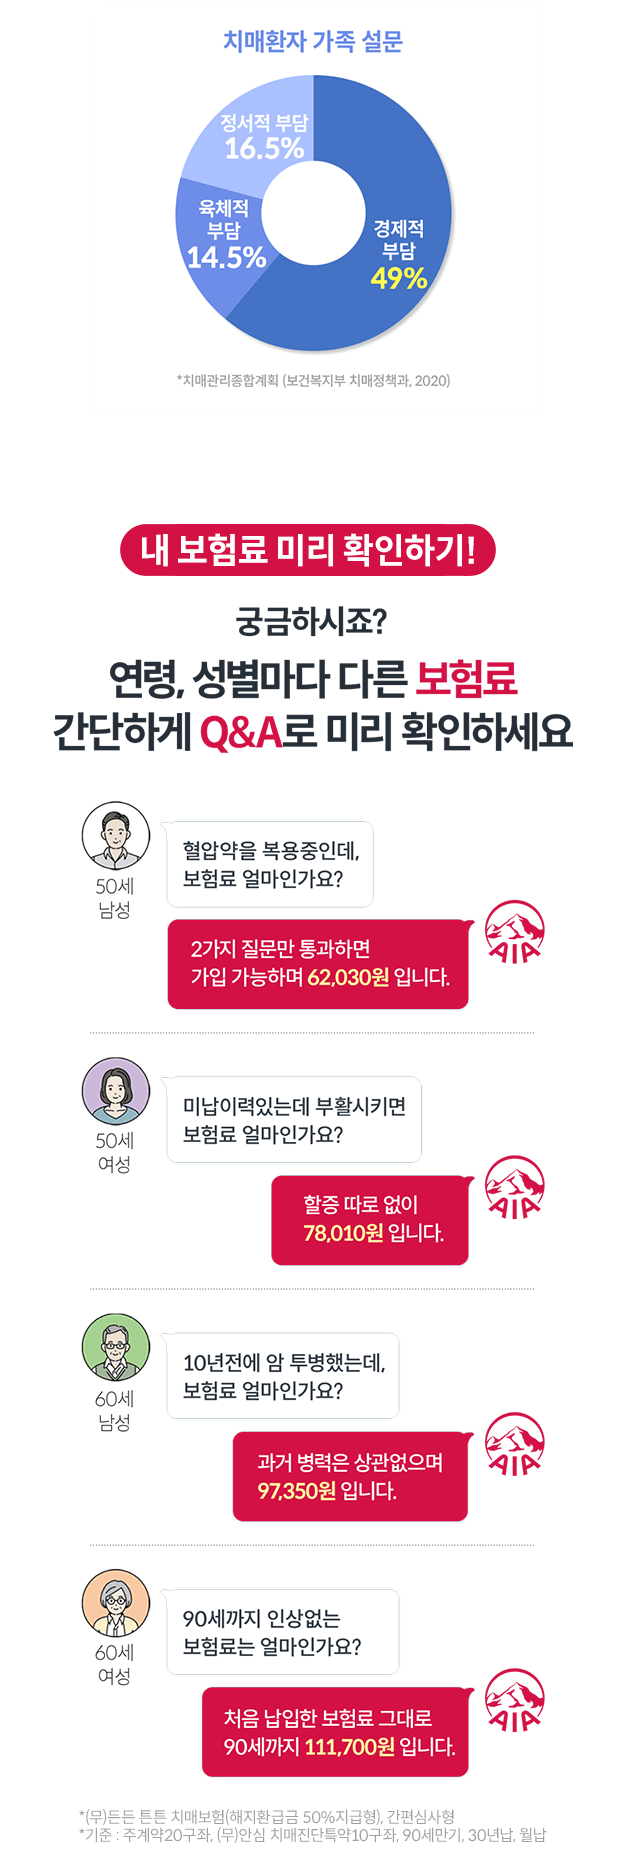 치매환자 가족 설문
정서적 부담
16.5%
육체적
부담
14.5%
경제적
부담
49%
*치매관리종합계획 (보건복지부 치매정책과, 2020)
내 보험료 미리 확인하기!
궁금하시죠?
연령, 성별마다 다른 보험료
간단하게 Q&A로 미리 확인하세요
50세
남성
혈압약을 복용중인데,
보험료 얼마인가요?
2가지 질문만 통과하면
가입 가능하며 62,030원 입니다.
AIA
50세
여성
미납이력있는데 부활시키면
보험료 얼마인가요?
할증 따로 없이
78,010원 입니다.
AIA
60세
남성
10년전에 암 투병했는데,
보험료 얼마인가요?
과거 병력은 상관없으며
97,350원 입니다.
AIA
60세
여성
90세까지 인상없는
보험료는 얼마인가요?
처음 납입한 보험료 그대로
90세까지 111,700원 입니다.
AIA
*(무)든든 튼튼 치매보험(해지환급금 50%지급형), 간편심사형
*기준 : 주계약20구좌, (무)안심 치매진단특약10구좌, 90세만기, 30년납, 월납